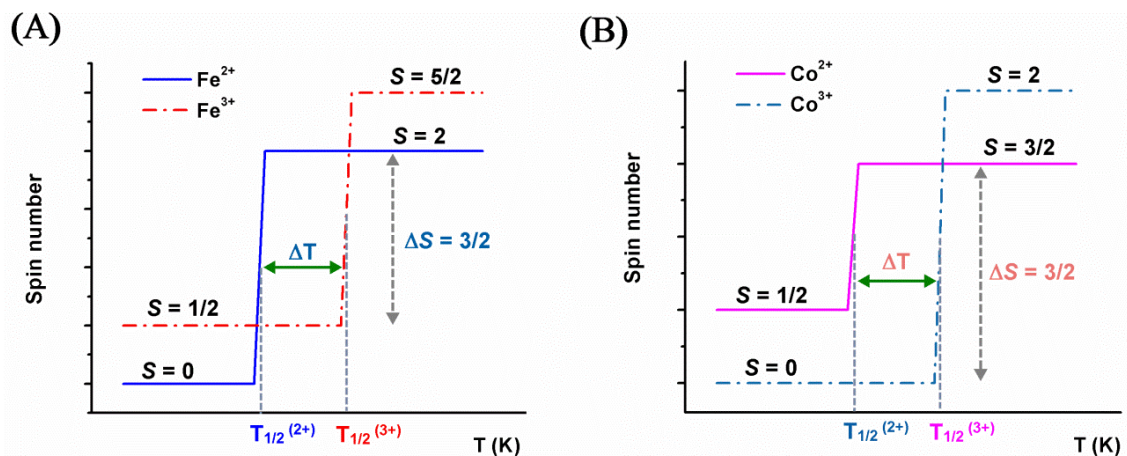 (A)
Fe2+
Fe3+
S = 5/2
S = 2
ΔT
ΔS = 3/2
S = 1/2
S = 0
Spin number
T1/2 (2+)
T1/2 (3+)
T (K)
(B)
Co2+
Co3+
S = 2
S = 3/2
ΔT
ΔS = 3/2
S = 1/2
S = 0
Spin number
T1/2 (2+)
T1/2 (3+)
T (K)